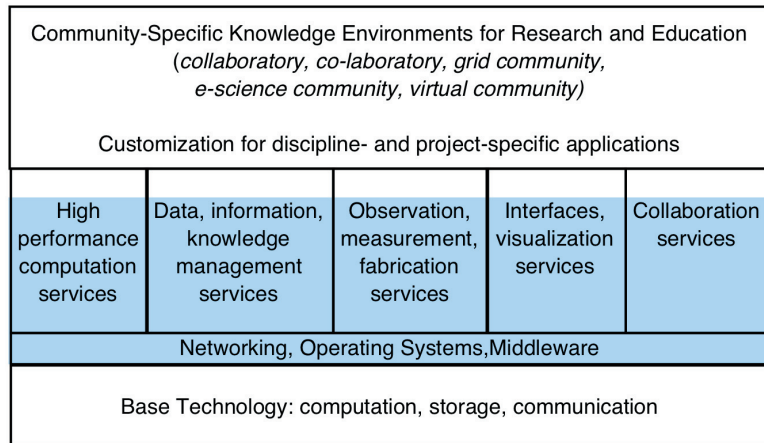 Community-Specific Knowledge Environments for Research and Education
(collaboratory, co-laboratory, grid community,
e-science community, virtual community)
Customization for discipline- and project-specific applications
High
performance
computation
services
Data, information,
knowledge
management
services
Observation,
measurement,
fabrication
services
Interfaces,
visualization
services
Collaboration
services
Networking, Operating Systems,Middleware
Base Technology: computation, storage, communication